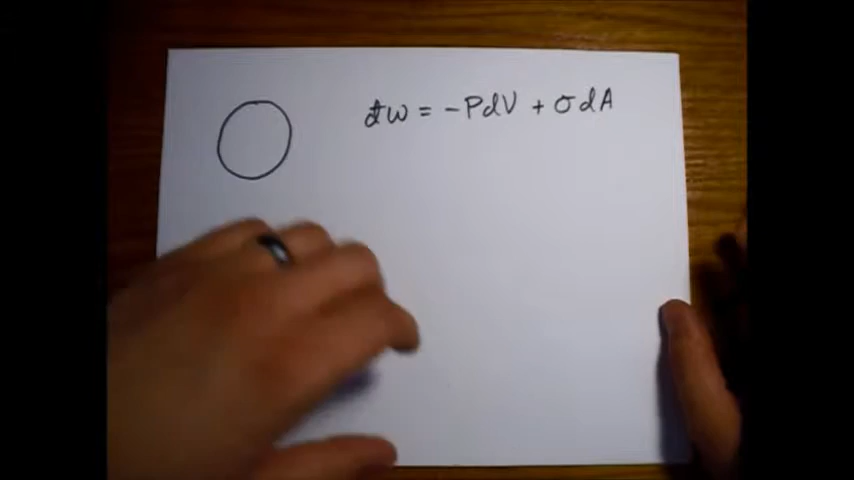 đw = -PdV + σdA